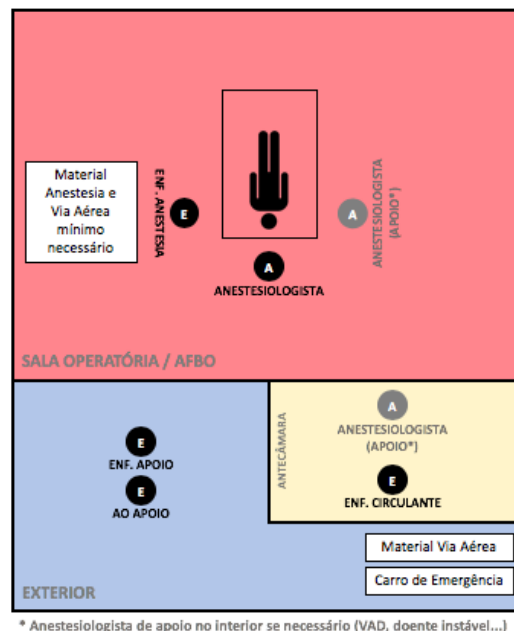 Material
Anestesia e
Via Aérea
mínimo
necessário
ENF. ANESTESIA
E
A
ANESTESIOLOGISTA
(APOIO*)
A
ANESTESIOLOGISTA
SALA OPERATÓRIA / AFBO
E
ENF. APOIO
E
AO APOIO
ANTECÂMARA
A
ANESTESIOLOGISTA
(APOIO*)
E
ENF. CIRCULANTE
Material Via Aérea
Carro de Emergência
EXTERIOR
* Anestesiologista de apoio no interior se necessário (VAD, doente instável...)